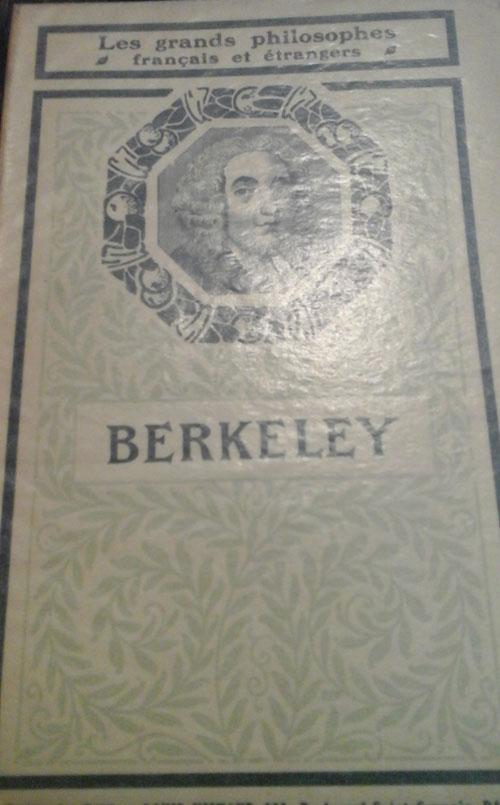 Les grands philosophes
français et étrangers
BERKELEY